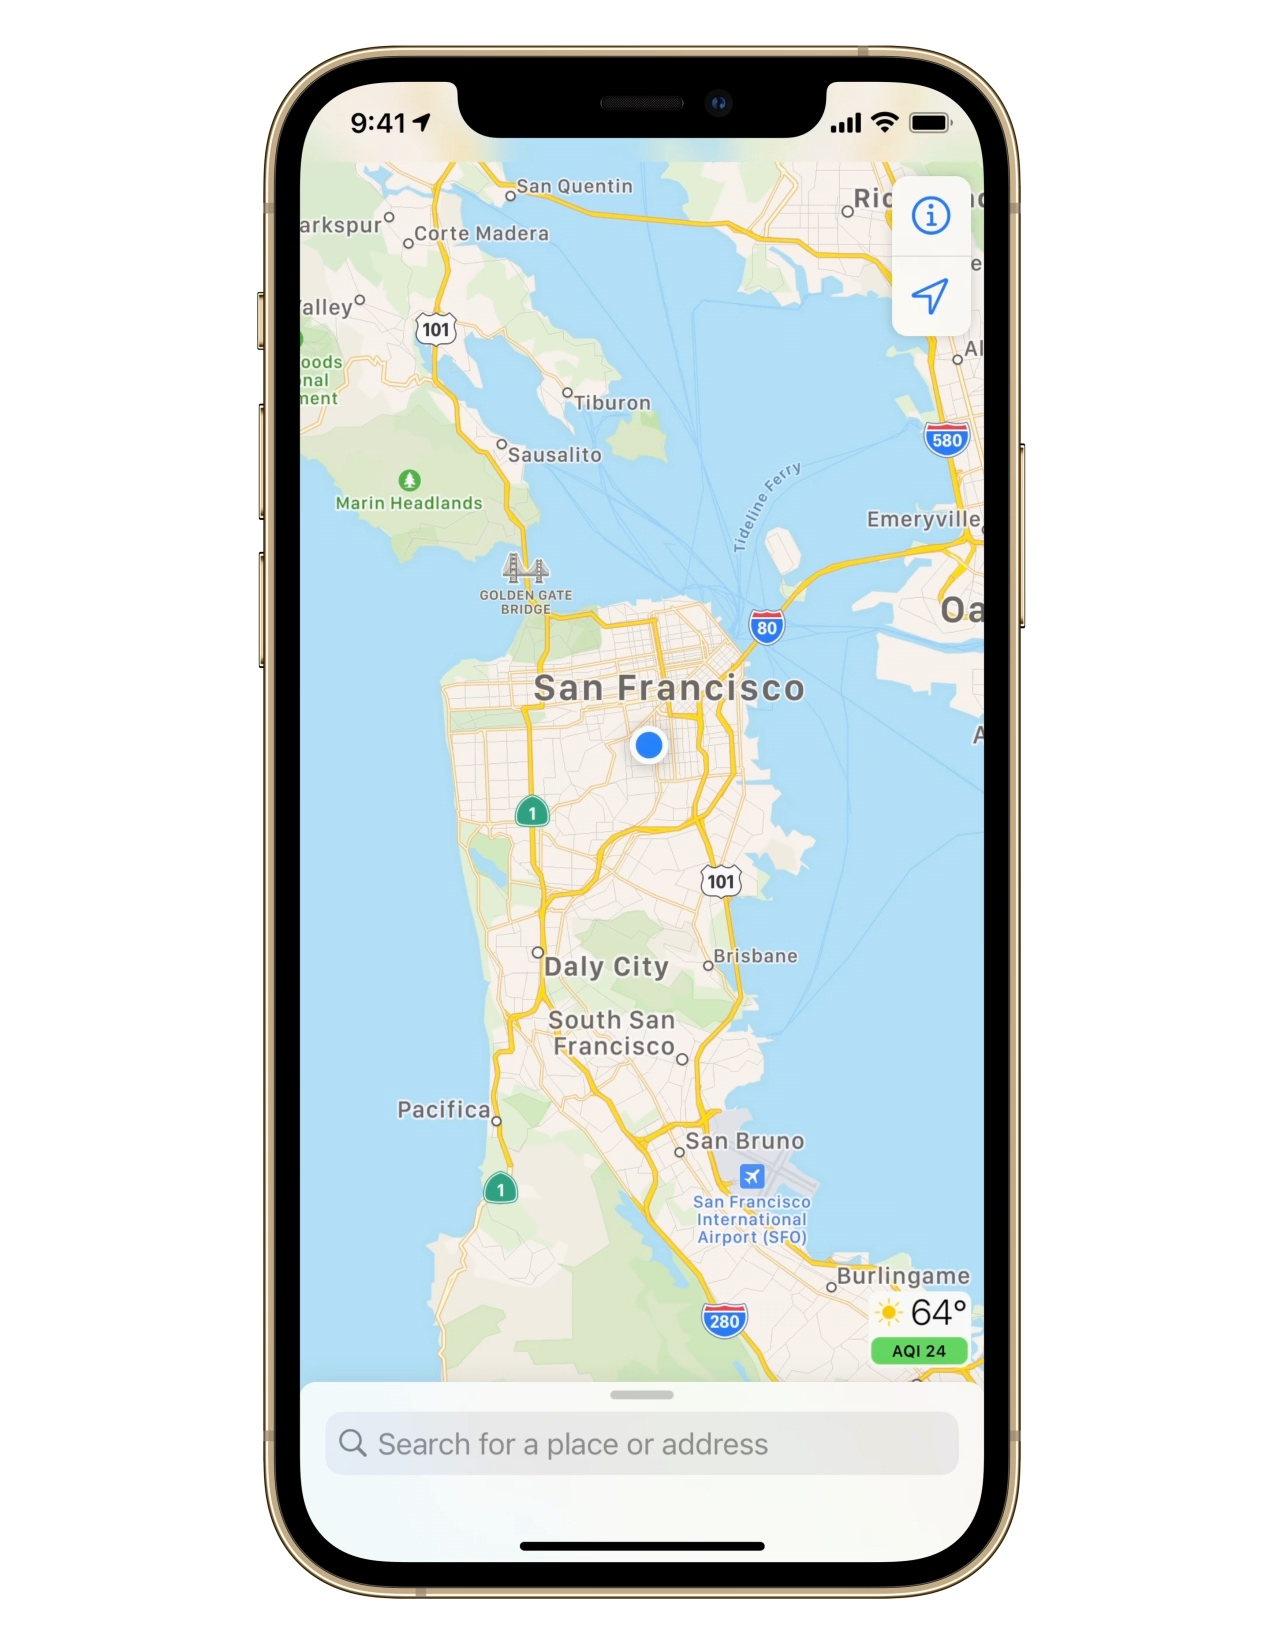 9:41
San Quentin
Ric
arkspur
Corte Madera
alley
101
Al
oods
nal
ment
Tiburon
580
Sausalito
Tideline Ferry
Marin Headlands
Emeryville
GOLDEN GATE
BRIDGE
Oa
80
San Francisco
A
1
101
Daly City
Brisbane
South San
Francisco
Pacifica
San Bruno
1
San Francisco
International
Airport (SFO)
Burlingame
64°
280
AQI 24
Search for a place or address